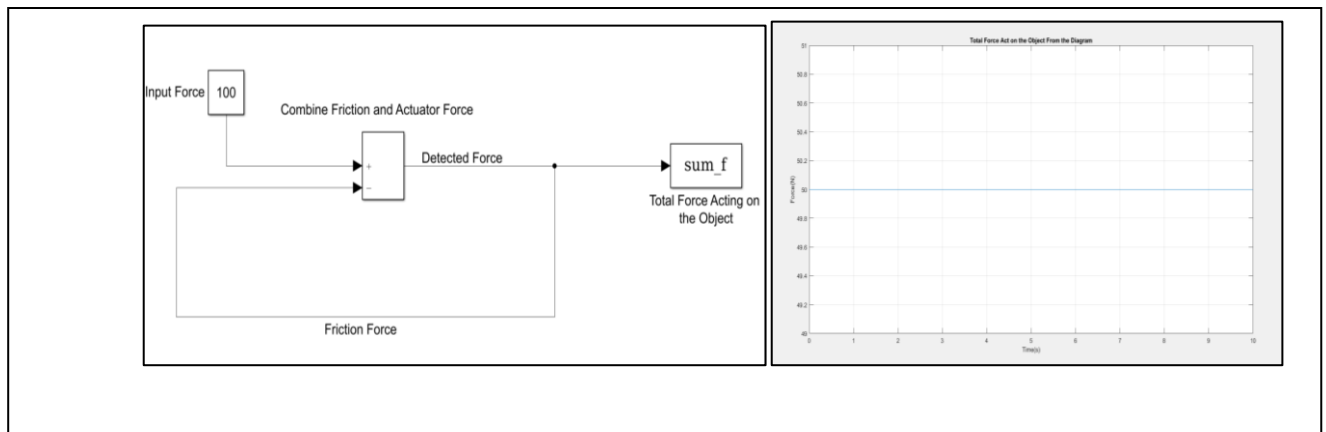 Input Force
100
Combine Friction and Actuator Force
+
−
Detected Force
sum_f
Total Force Acting on
the Object
Friction Force
Total Force Act on the Object From the Diagram
51
50.8
50.6
50.4
50.2
50
49.8
49.6
49.4
49.2
49
Force(N)
0 1 2 3 4 5 6 7 8 9 10
Time(s)